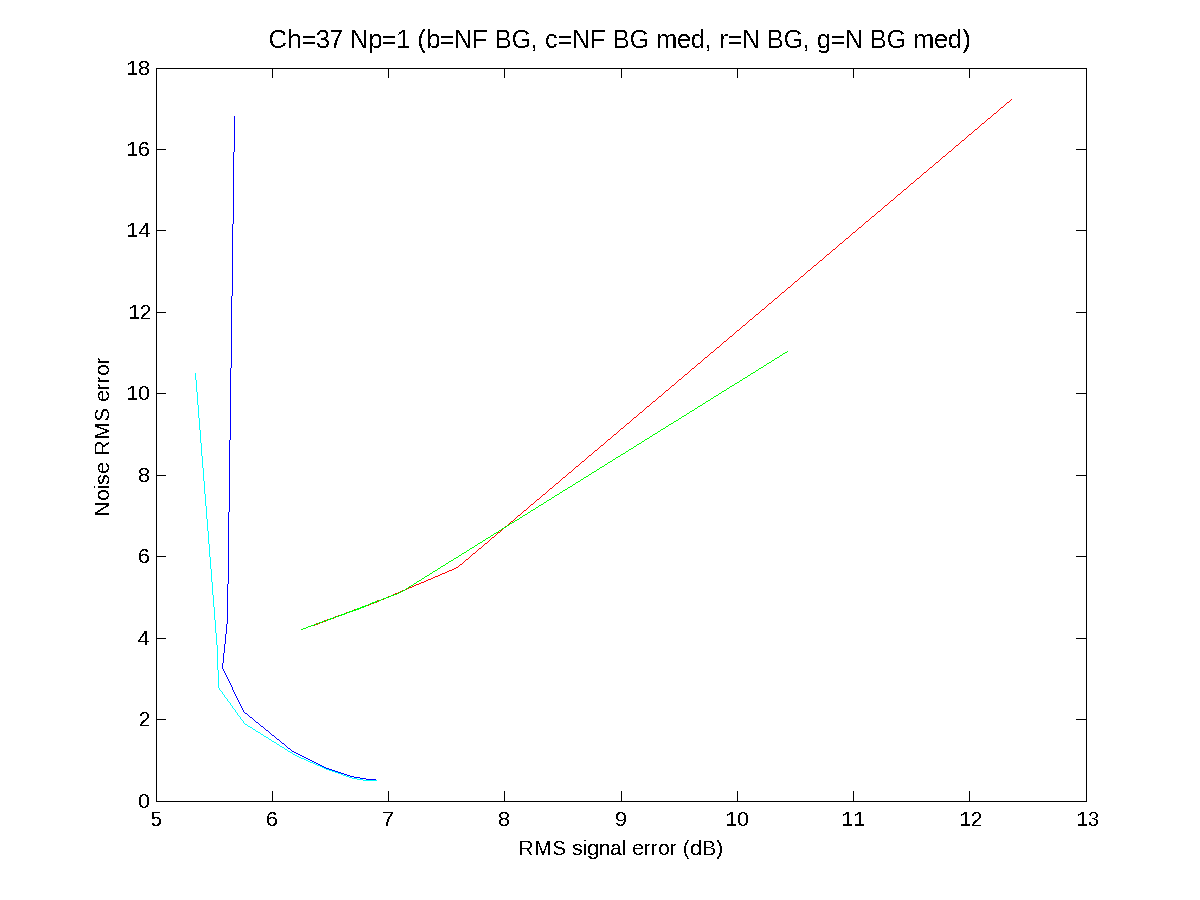 Ch=37 Np=1 (b=NF BG, c=NF BG med, r=N BG, g=N BG med)
18
16
14
12
10
8
6
4
2
0
Noise RMS error
5 6 7 8 9 10 11 12 13
RMS signal error (dB)